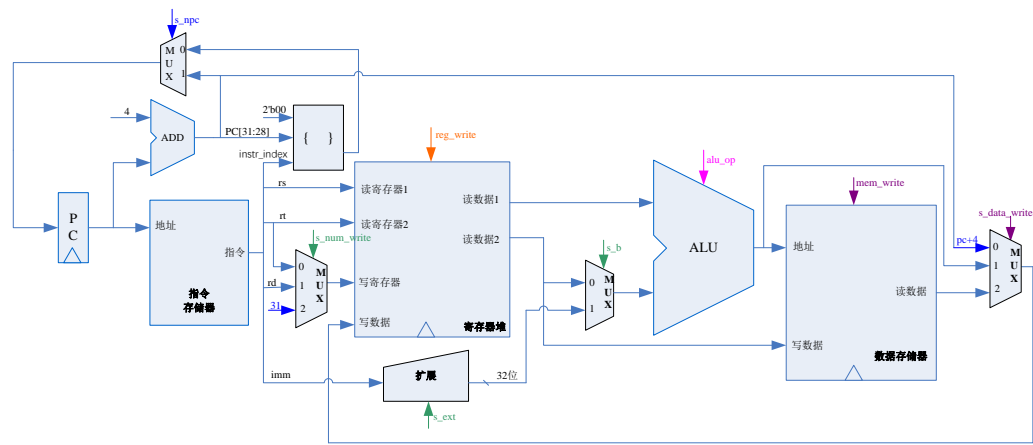 s_npc
M
U
X
0
1
4
ADD
2'b00
PC[31:28]
instr_index
{ }
reg_write
alu_op
mem_write
s_data_write
P
C
地址
指令
指令
存储器
rs
rt
rd
31
s_num_write
0
1
2
M
U
X
读寄存器1
读寄存器2
写寄存器
写数据
读数据1
读数据2
寄存器堆
s_b
0
1
M
U
X
ALU
地址
读数据
写数据
数据存储器
pc+4
0
1
2
M
U
X
imm
扩展
32位
s_ext